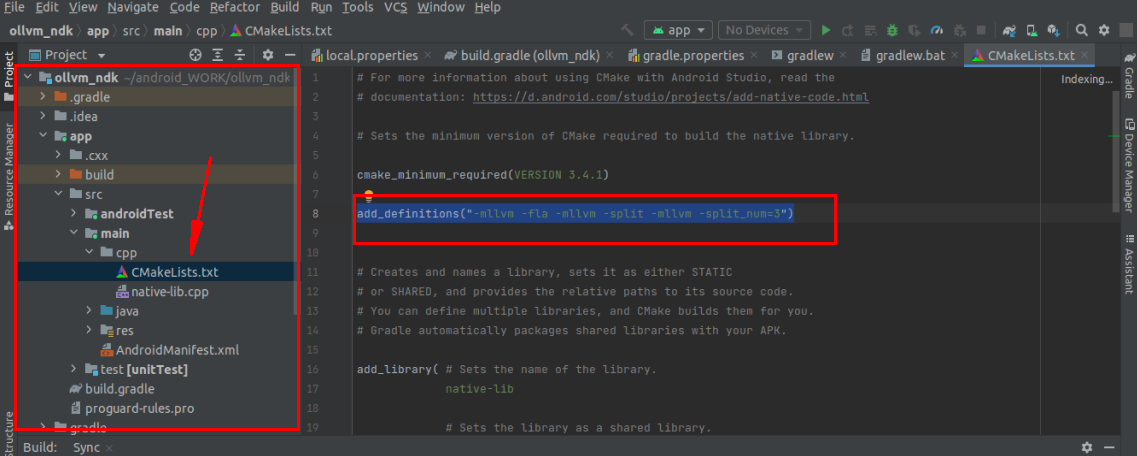 File Edit View Navigate Code Refactor Build Run Tools VCS Window Help
ollvm_ndk app src main cpp CMakeLists.txt
app No Devices
Project
local.properties build.gradle (ollvm_ndk) gradle.properties gradlew gradlew.bat CMakeLists.txt
Project
Resource Manager
Structure
ollvm_ndk ~/android_WORK/ollvm_ndk
.gradle
.idea
app
.cxx
build
src
androidTest
main
cpp
CMakeLists.txt
native-lib.cpp
java
res
AndroidManifest.xml
test [unitTest]
build.gradle
proguard-rules.pro
gradle
1 # For more information about using CMake with Android Studio, read the
2 # documentation: https://d.android.com/studio/projects/add-native-code.html
3
4 # Sets the minimum version of CMake required to build the native library.
5
6 cmake_minimum_required(VERSION 3.4.1)
7
8 add_definitions("-mllvm -fla -mllvm -split -mllvm -split_num=3")
9
10
11 # Creates and names a library, sets it as either STATIC
12 # or SHARED, and provides the relative paths to its source code.
13 # You can define multiple libraries, and CMake builds them for you.
14 # Gradle automatically packages shared libraries with your APK.
15
16 add_library( # Sets the name of the library.
17 native-lib
18
19 # Sets the library as a shared library.
Indexing...
Gradle
Device Manager
Assistant
Build: Sync